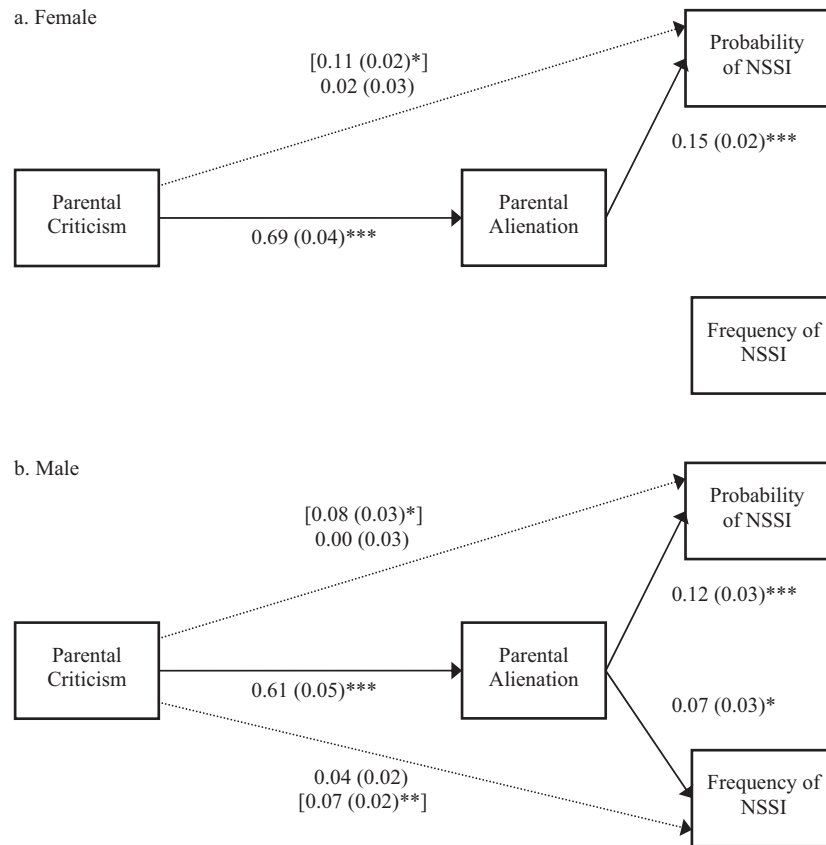 a. Female
[0.11 (0.02)*]
0.02 (0.03)
Probability
of NSSI
0.15 (0.02)***
Parental
Criticism
Parental
Alienation
0.69 (0.04)***
Frequency of
NSSI
b. Male
[0.08 (0.03)*]
0.00 (0.03)
Probability
of NSSI
0.12 (0.03)***
Parental
Criticism
Parental
Alienation
0.61 (0.05)***
0.07 (0.03)*
0.04 (0.02)
[0.07 (0.02)**]
Frequency of
NSSI